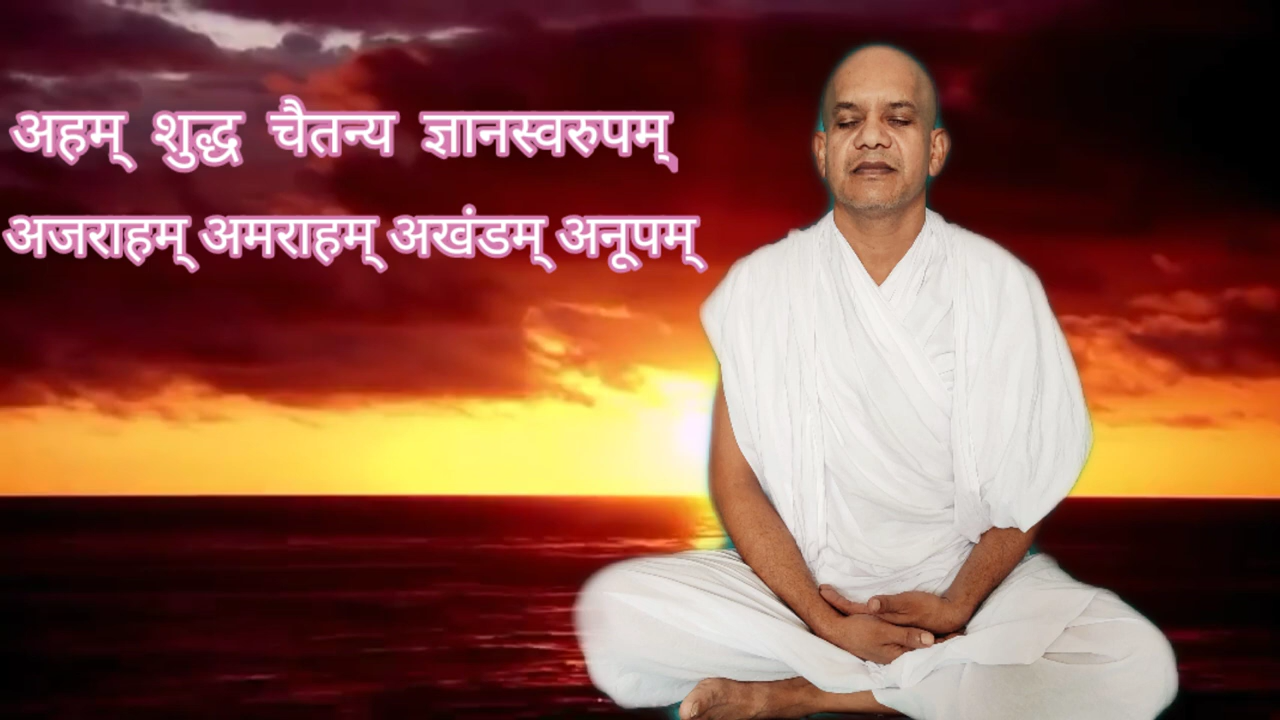 अहम् शुद्ध चैतन्य ज्ञानस्वरुपम्
अजराहम् अमराहम् अखंडम् अनूपम्